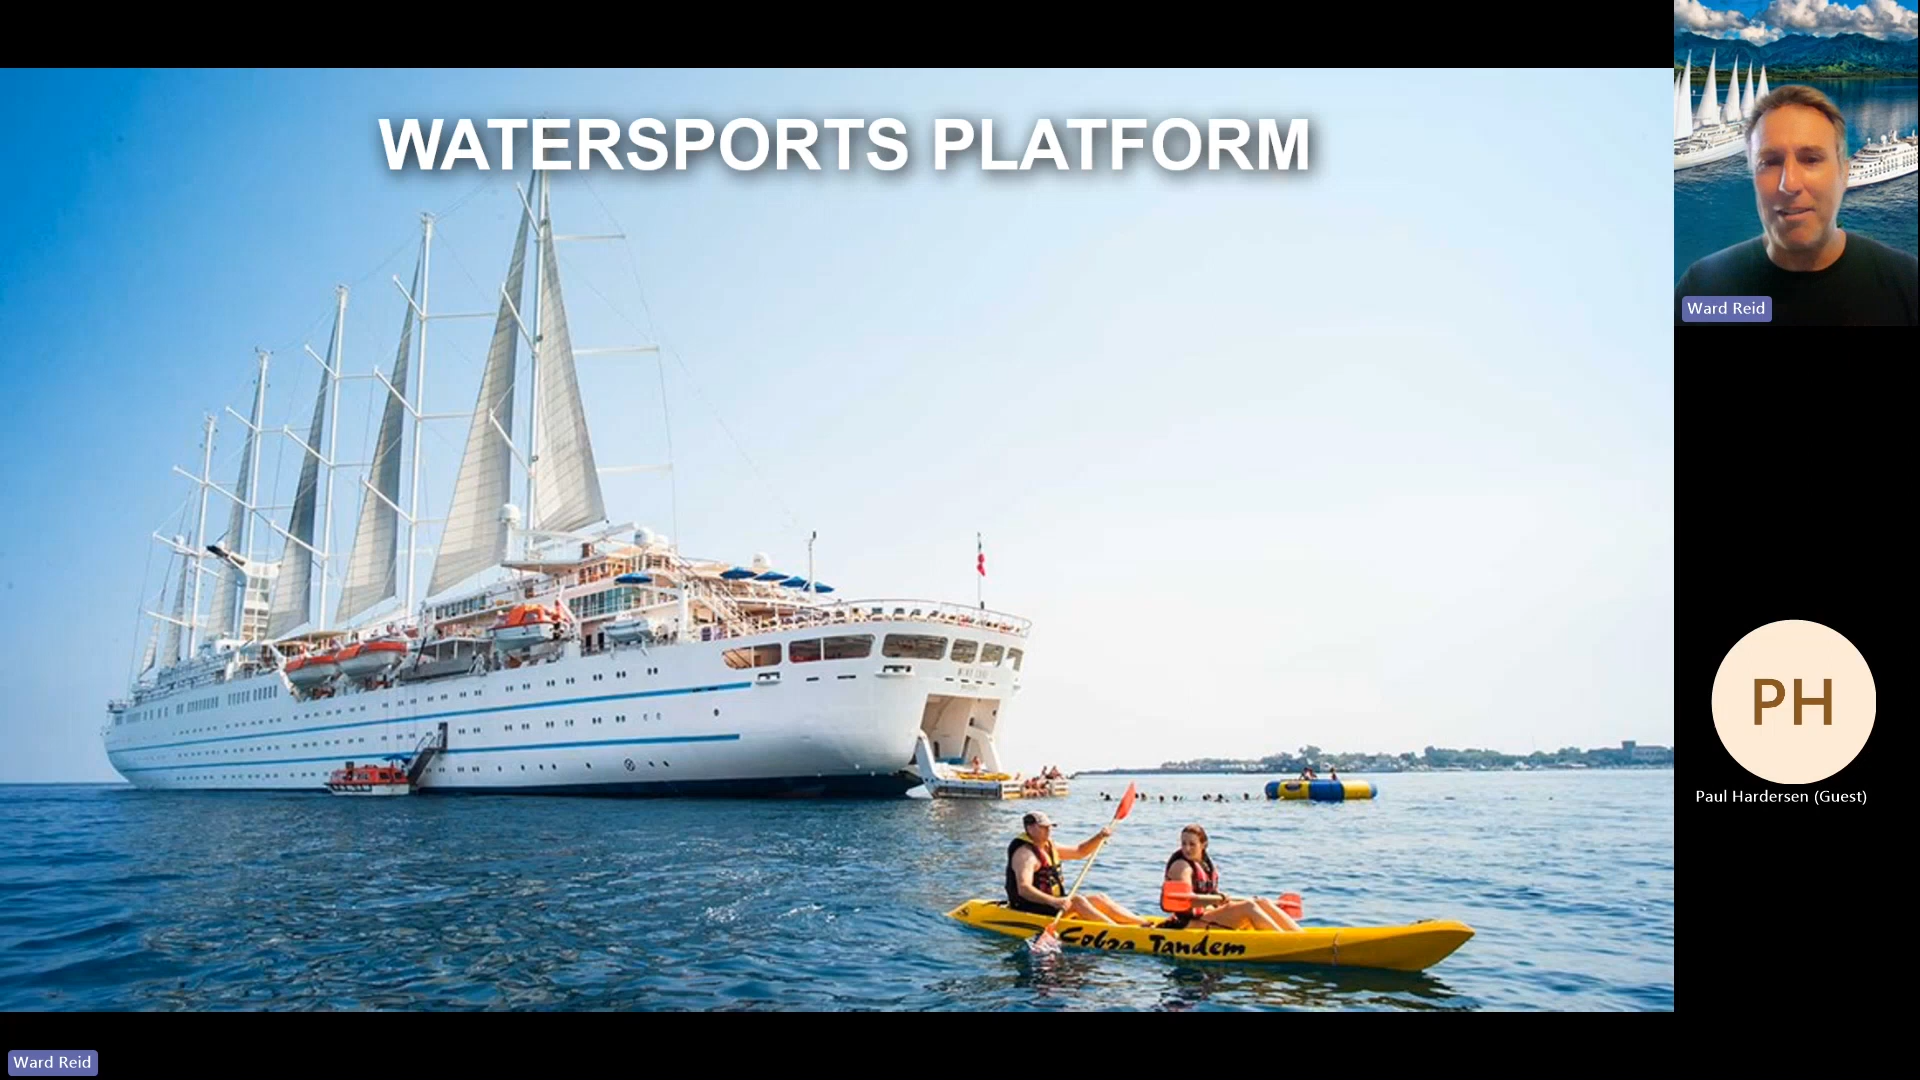 WATERSPORTS PLATFORM
Ward Reid
Cobra Tandem
PH
Paul Hardersen (Guest)
Ward Reid